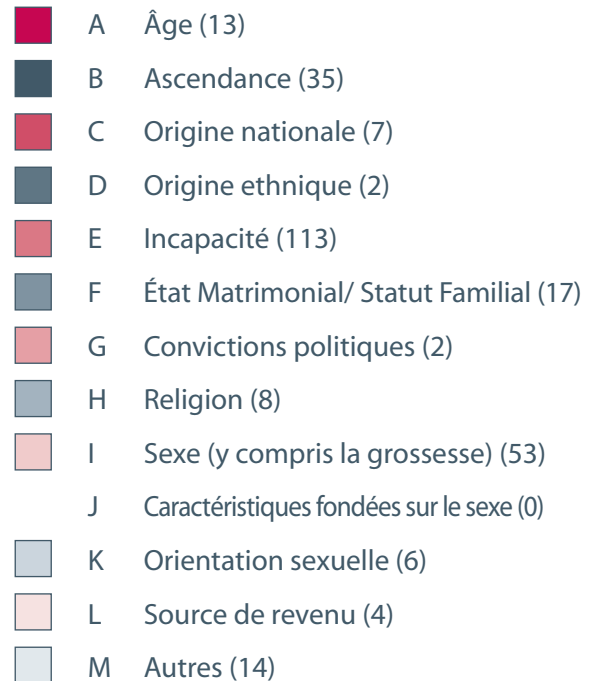 A Âge (13)
B Ascendance (35)
C Origine nationale (7)
D Origine ethnique (2)
E Incapacité (113)
F État Matrimonial/ Statut Familial (17)
G Convictions politiques (2)
H Religion (8)
I Sexe (y compris la grossesse) (53)
J Caractéristiques fondées sur le sexe (0)
K Orientation sexuelle (6)
L Source de revenu (4)
M Autres (14)